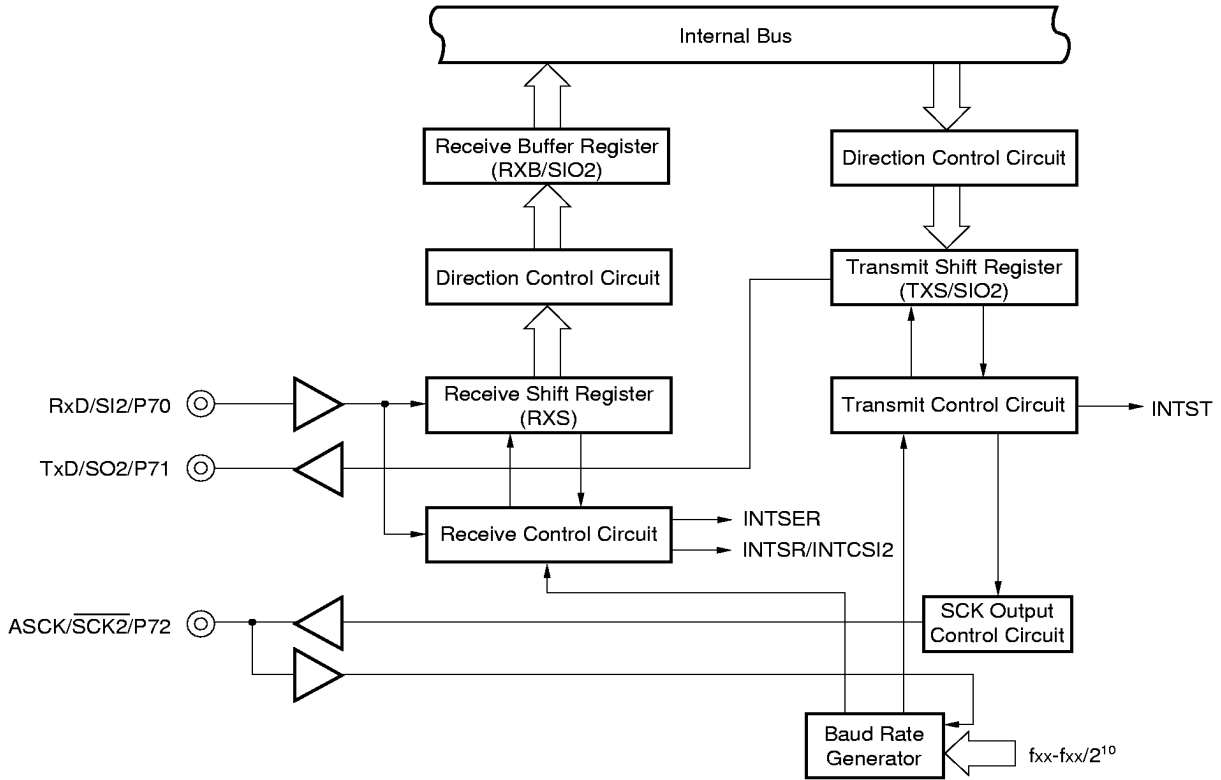 Internal Bus
Receive Buffer Register
(RXB/SIO2)
Direction Control Circuit
Direction Control Circuit
Transmit Shift Register
(TXS/SIO2)
RxD/SI2/P70
Receive Shift Register
(RXS)
Transmit Control Circuit
INTST
TxD/SO2/P71
Receive Control Circuit
INTSER
INTSR/INTCSI2
ASCK/S̅C̅K̅2̅/P72
SCK Output
Control Circuit
Baud Rate
Generator
fxx-fxx/2¹⁰